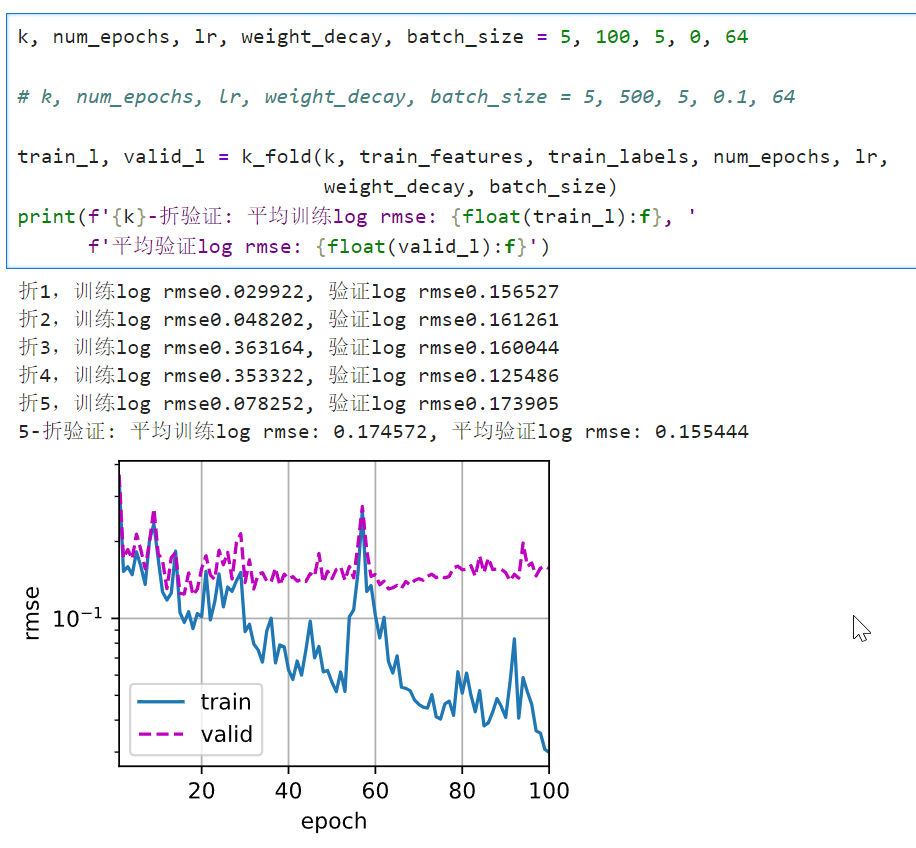 k, num_epochs, lr, weight_decay, batch_size = 5, 100, 5, 0, 64
# k, num_epochs, lr, weight_decay, batch_size = 5, 500, 5, 0.1, 64
train_l, valid_l = k_fold(k, train_features, train_labels, num_epochs, lr,
weight_decay, batch_size)
print(f'{k}-折验证: 平均训练log rmse: {float(train_l):f}, '
f'平均验证log rmse: {float(valid_l):f}')
折1，训练log rmse0.029922, 验证log rmse0.156527
折2，训练log rmse0.048202, 验证log rmse0.161261
折3，训练log rmse0.363164, 验证log rmse0.160044
折4，训练log rmse0.353322, 验证log rmse0.125486
折5，训练log rmse0.078252, 验证log rmse0.173905
5-折验证: 平均训练log rmse: 0.174572, 平均验证log rmse: 0.155444
rmse
10⁻¹
train
valid
20 40 60 80 100
epoch